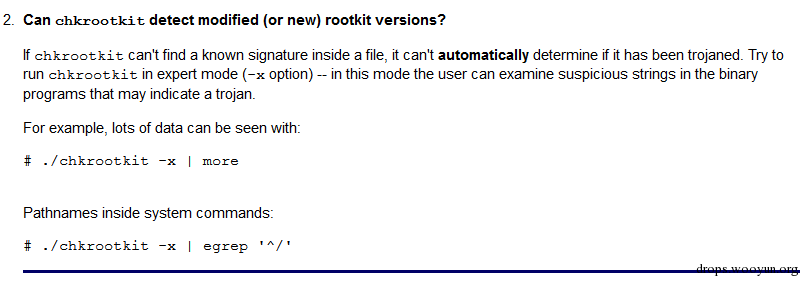 2. Can chkrootkit detect modified (or new) rootkit versions?
If chkrootkit can't find a known signature inside a file, it can't automatically determine if it has been trojaned. Try to
run chkrootkit in expert mode (-x option) -- in this mode the user can examine suspicious strings in the binary
programs that may indicate a trojan.
For example, lots of data can be seen with:
# ./chkrootkit -x | more
Pathnames inside system commands:
# ./chkrootkit -x | egrep '^/'
drops.wooyun.org